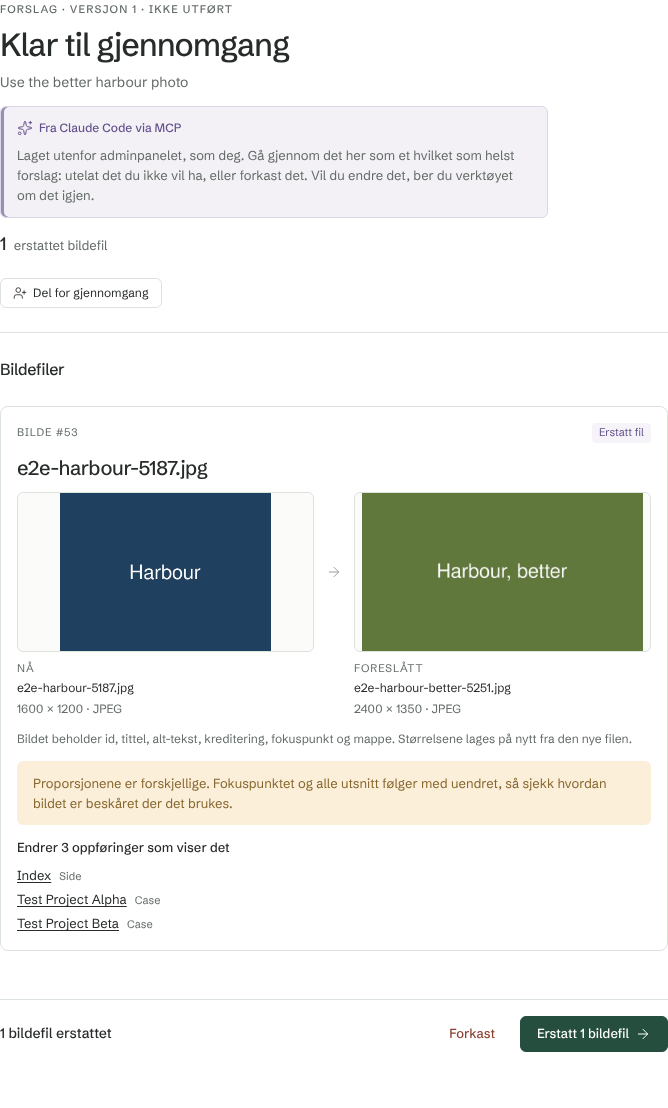 FORSLAG · VERSJON 1 · IKKE UTFØRT
Klar til gjennomgang
Use the better harbour photo
Fra Claude Code via MCP
Laget utenfor adminpanelet, som deg. Gå gjennom det her som et hvilket som helst
forslag: utelat det du ikke vil ha, eller forkast det. Vil du endre det, ber du verktøyet
om det igjen.
1 erstattet bildefil
Del for gjennomgang
Bildefiler
BILDE #53
Erstatt fil
e2e-harbour-5187.jpg
Harbour
Harbour, better
NÅ
e2e-harbour-5187.jpg
1600 × 1200 · JPEG
FORESLÅTT
e2e-harbour-better-5251.jpg
2400 × 1350 · JPEG
Bildet beholder id, tittel, alt-tekst, kreditering, fokuspunkt og mappe. Størrelsene lages på nytt fra den nye filen.
Proporsjonene er forskjellige. Fokuspunktet og alle utsnitt følger med uendret, så sjekk hvordan
bildet er beskåret der det brukes.
Endrer 3 oppføringer som viser det
Index Side
Test Project Alpha Case
Test Project Beta Case
1 bildefil erstattet
Forkast
Erstatt 1 bildefil